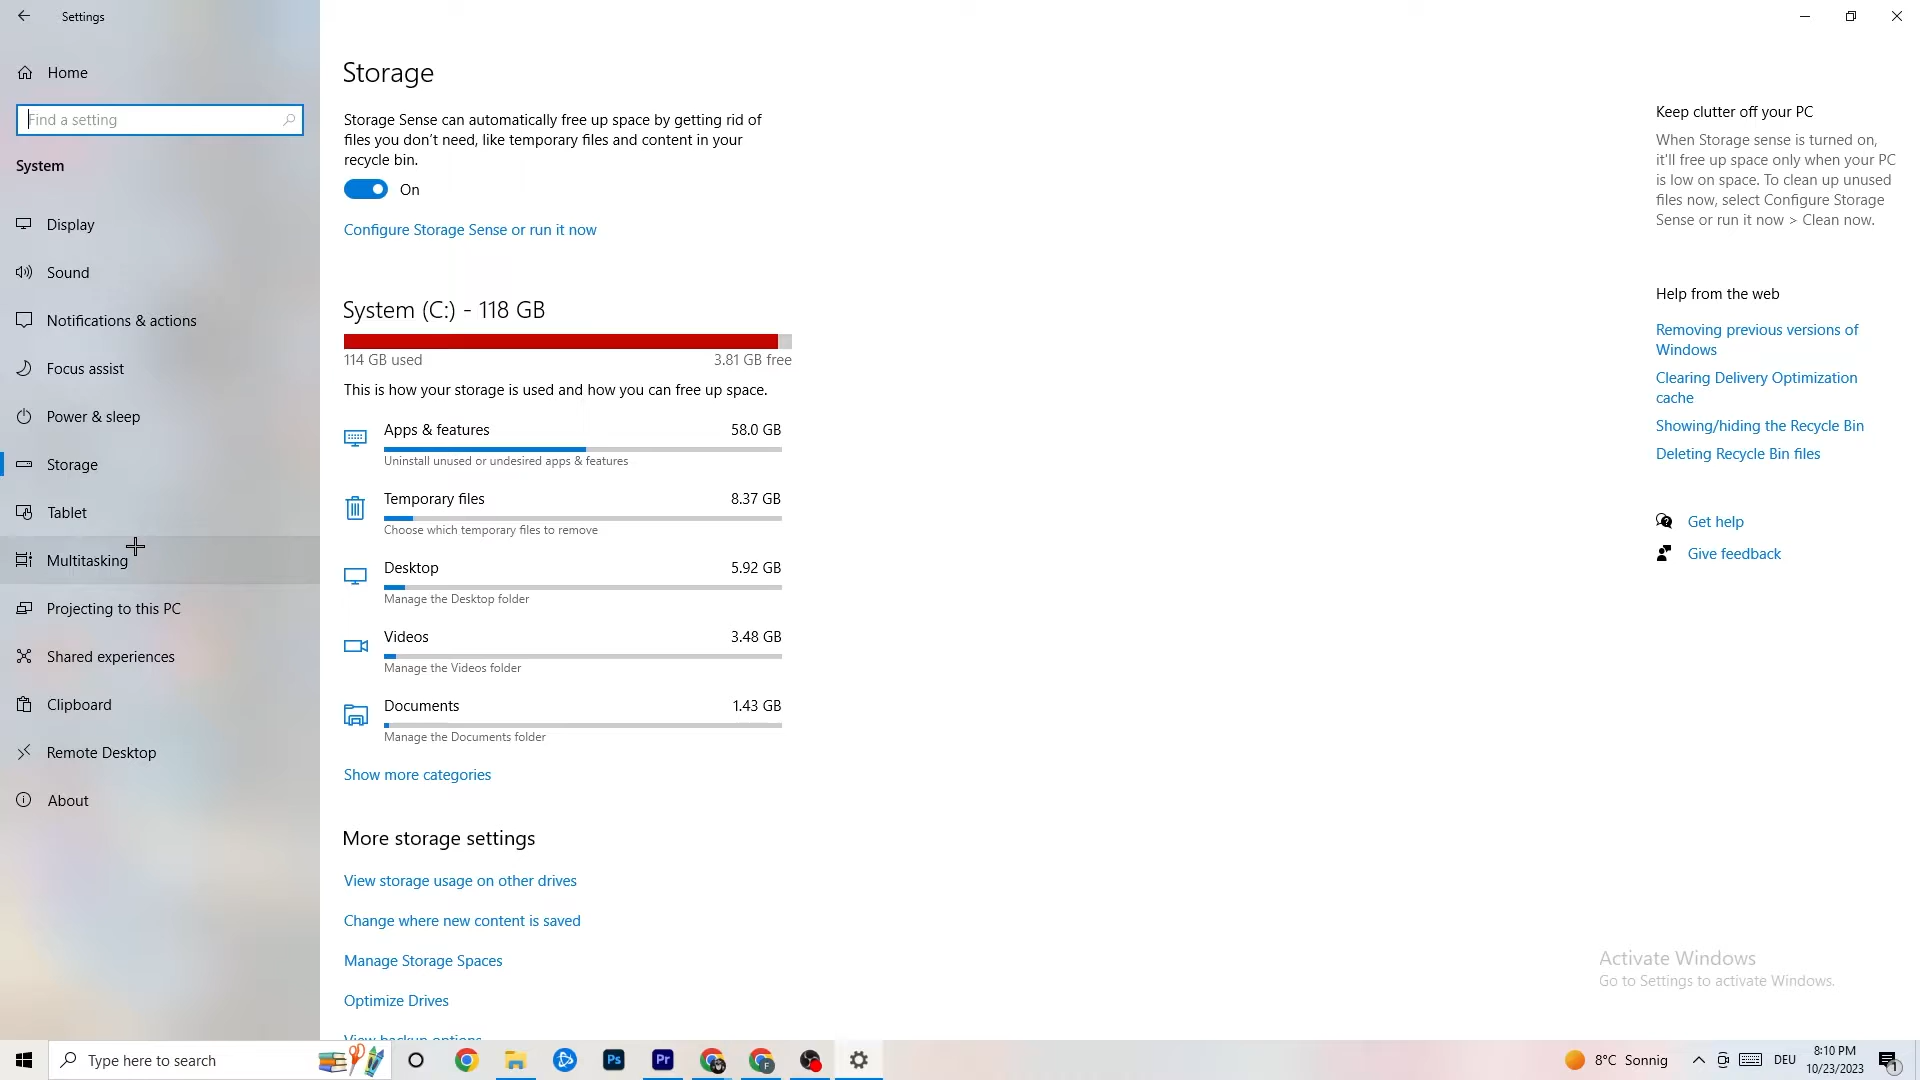 Settings
Home
Find a setting
System
Display
Sound
Notifications & actions
Focus assist
Power & sleep
Storage
Tablet
Multitasking
Projecting to this PC
Shared experiences
Clipboard
Remote Desktop
About
Storage
Storage Sense can automatically free up space by getting rid of
files you don't need, like temporary files and content in your
recycle bin.
On
Configure Storage Sense or run it now
System (C:) - 118 GB
114 GB used 3.81 GB free
This is how your storage is used and how you can free up space.
Apps & features 58.0 GB
Uninstall unused or undesired apps & features
Temporary files 8.37 GB
Choose which temporary files to remove
Desktop 5.92 GB
Manage the Desktop folder
Videos 3.48 GB
Manage the Videos folder
Documents 1.43 GB
Manage the Documents folder
Show more categories
More storage settings
View storage usage on other drives
Change where new content is saved
Manage Storage Spaces
Optimize Drives
View backup options
Keep clutter off your PC
When Storage sense is turned on,
it'll free up space only when your PC
is low on space. To clean up unused
files now, select Configure Storage
Sense or run it now > Clean now.
Help from the web
Removing previous versions of
Windows
Clearing Delivery Optimization
cache
Showing/hiding the Recycle Bin
Deleting Recycle Bin files
Get help
Give feedback
Activate Windows
Go to Settings to activate Windows.
Type here to search
Ps
Pr
F
8°C Sonnig
DEU
8:10 PM
10/23/2023
1